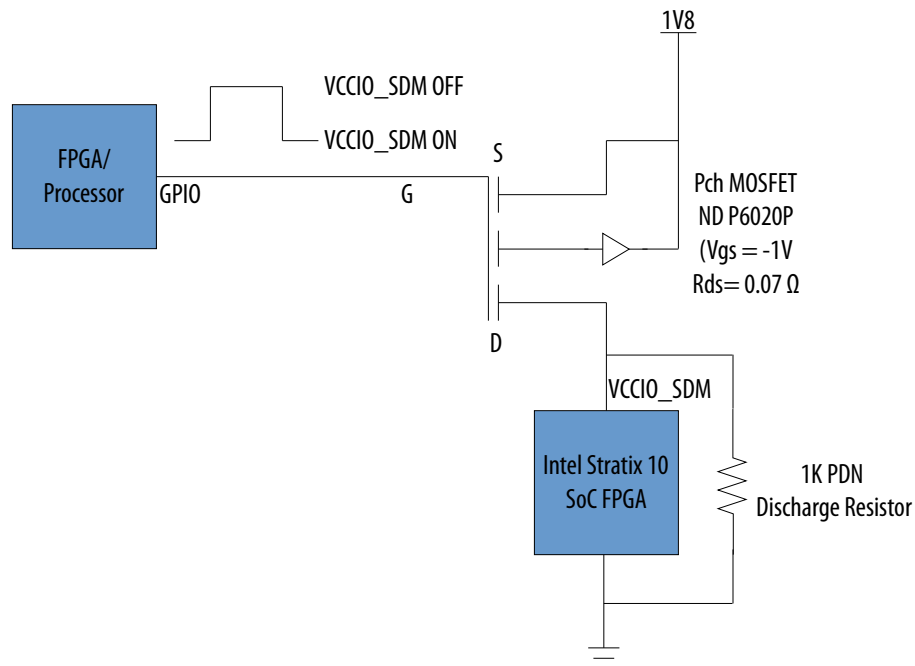 1V8
VCCIO_SDM OFF
VCCIO_SDM ON
FPGA/
Processor
GPIO
G
S
D
Pch MOSFET
ND P6020P
(Vgs = -1V
Rds= 0.07 Ω
VCCIO_SDM
Intel Stratix 10
SoC FPGA
1K PDN
Discharge Resistor